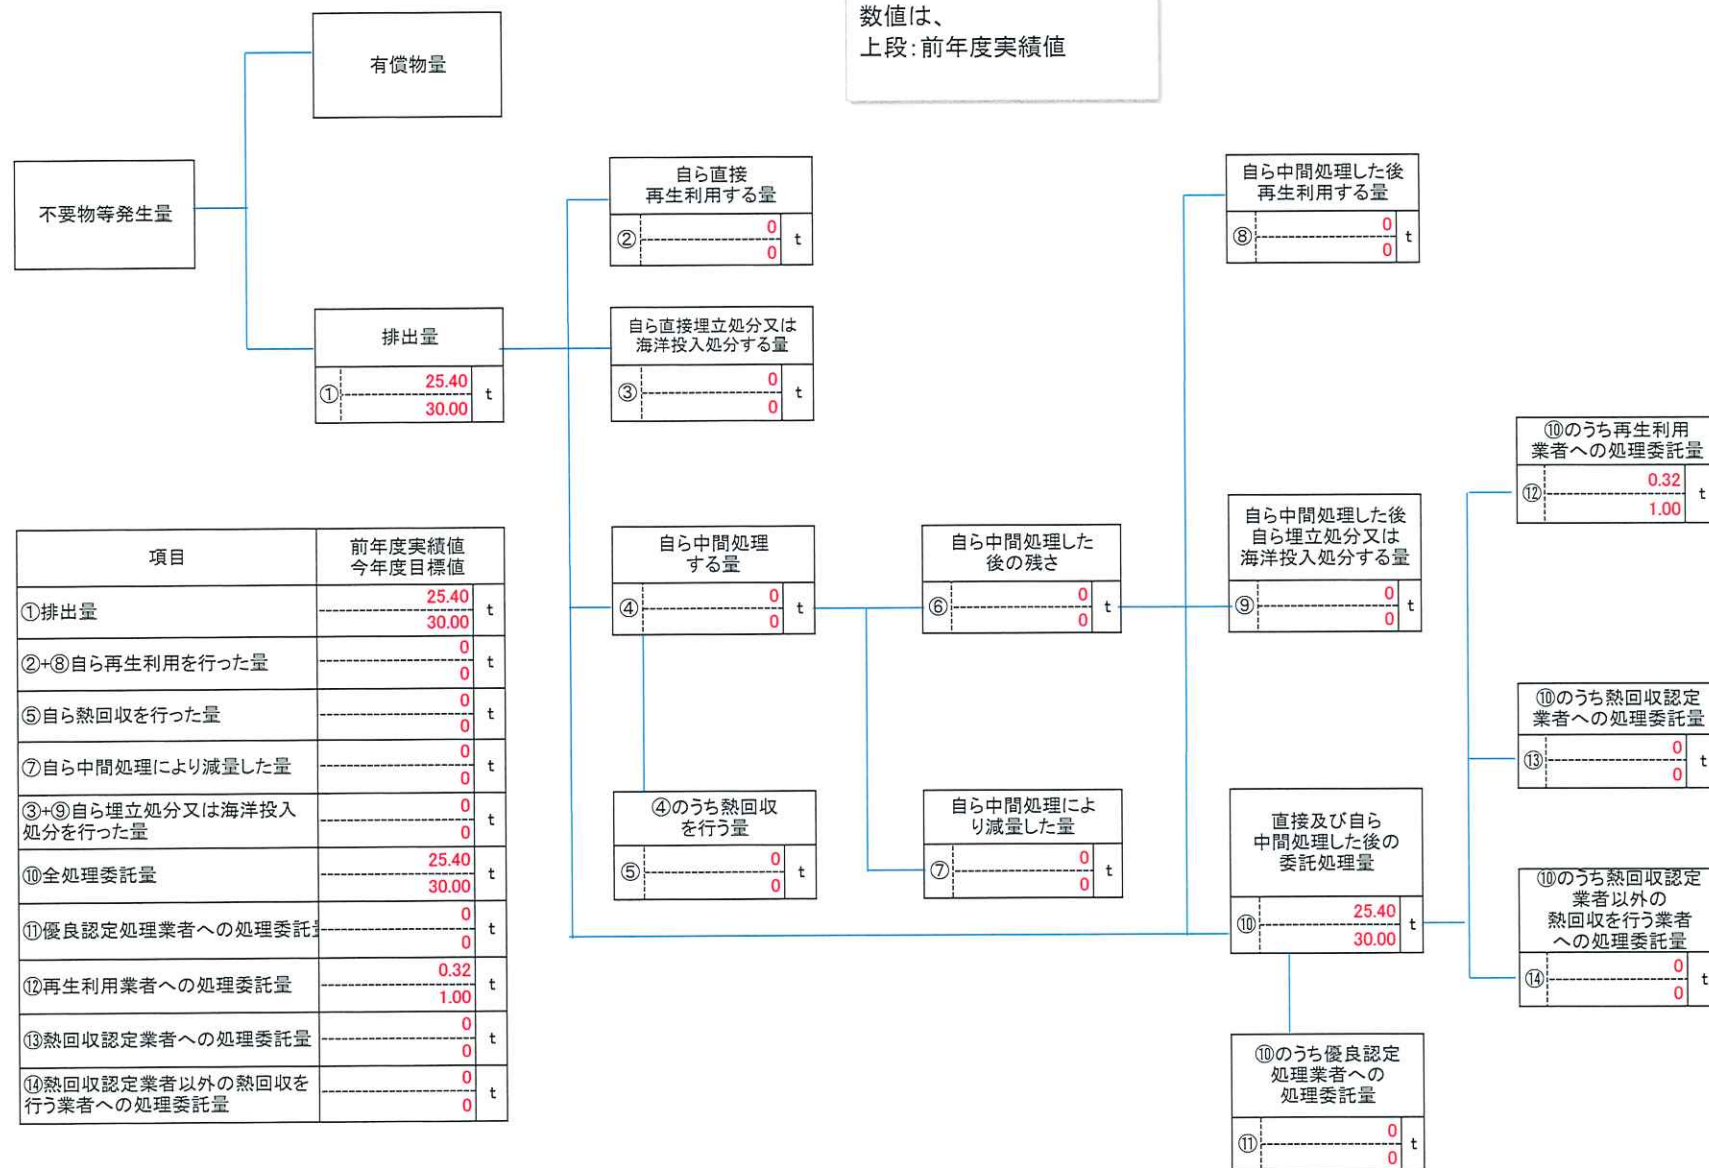 数値は、
上段:前年度実績値
有償物量
不要物等発生量
排出量
①
25.40
30.00
t
自ら直接
再生利用する量
②
0
0
t
自ら直接埋立処分又は
海洋投入処分する量
③
0
0
t
自ら中間処理
する量
④
0
0
t
④のうち熱回収
を行う量
⑤
0
0
t
自ら中間処理した
後の残さ
⑥
0
0
t
自ら中間処理によ
り減量した量
⑦
0
0
t
自ら中間処理した後
再生利用する量
⑧
0
0
t
自ら中間処理した後
自ら埋立処分又は
海洋投入処分する量
⑨
0
0
t
直接及び自ら
中間処理した後の
委託処理量
⑩
25.40
30.00
t
⑩のうち優良認定
処理業者への
処理委託量
⑪
0
0
t
⑩のうち再生利用
業者への処理委託量
⑫
0.32
1.00
t
⑩のうち熱回収認定
業者への処理委託量
⑬
0
0
t
⑩のうち熱回収認定
業者以外の
熱回収を行う業者
への処理委託量
⑭
0
0
t
項目
前年度実績値
今年度目標値
①排出量
25.40
30.00
t
②+⑧自ら再生利用を行った量
0
0
t
⑤自ら熱回収を行った量
0
0
t
⑦自ら中間処理により減量した量
0
0
t
③+⑨自ら埋立処分又は海洋投入
処分を行った量
0
0
t
⑩全処理委託量
25.40
30.00
t
⑪優良認定処理業者への処理委託
0
0
t
⑫再生利用業者への処理委託量
0.32
1.00
t
⑬熱回収認定業者への処理委託量
0
0
t
⑭熱回収認定業者以外の熱回収を
行う業者への処理委託量
0
0
t